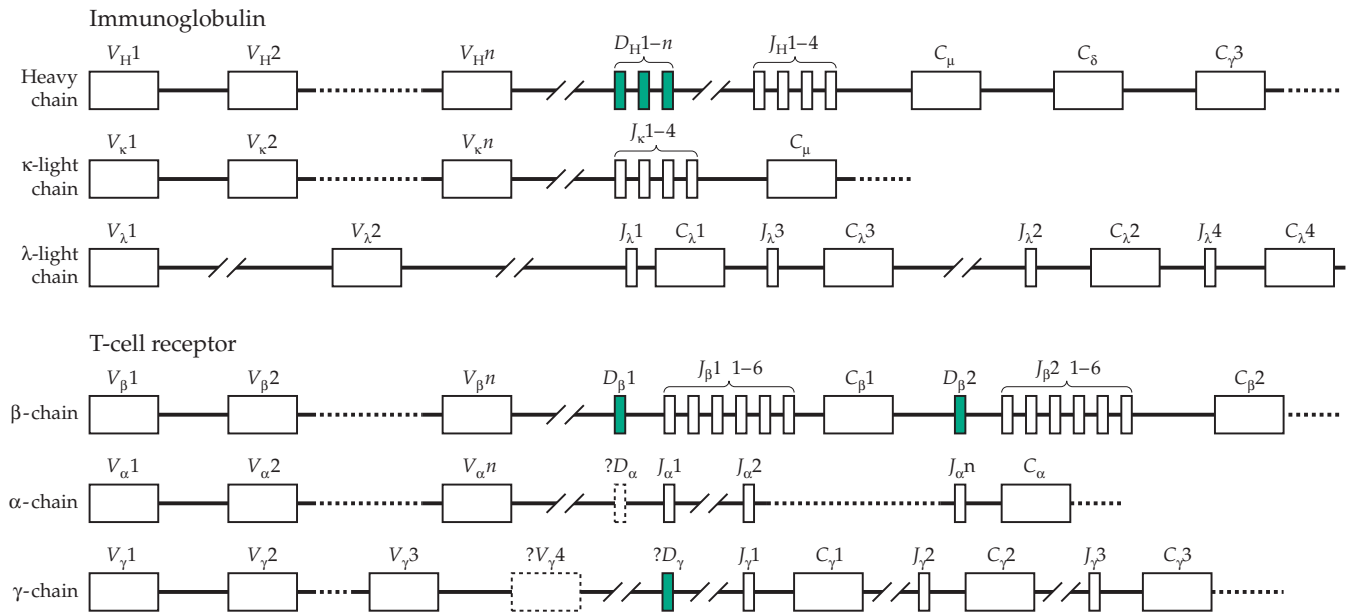 Immunoglobulin
V_H1 V_H2 V_Hn D_H1–n J_H1–4 C_μ C_δ C_γ3
Heavy
chain
V_κ1 V_κ2 V_κn J_κ1–4 C_μ
κ-light
chain
V_λ1 V_λ2 J_λ1 C_λ1 J_λ3 C_λ3 J_λ2 C_λ2 J_λ4 C_λ4
λ-light
chain
T-cell receptor
V_β1 V_β2 V_βn D_β1 J_β1 1–6 C_β1 D_β2 J_β2 1–6 C_β2
β-chain
V_α1 V_α2 V_αn ?D_α J_α1 J_α2 J_αn C_α
α-chain
V_γ1 V_γ2 V_γ3 ?V_γ4 ?D_γ J_γ1 C_γ1 J_γ2 C_γ2 J_γ3 C_γ3
γ-chain